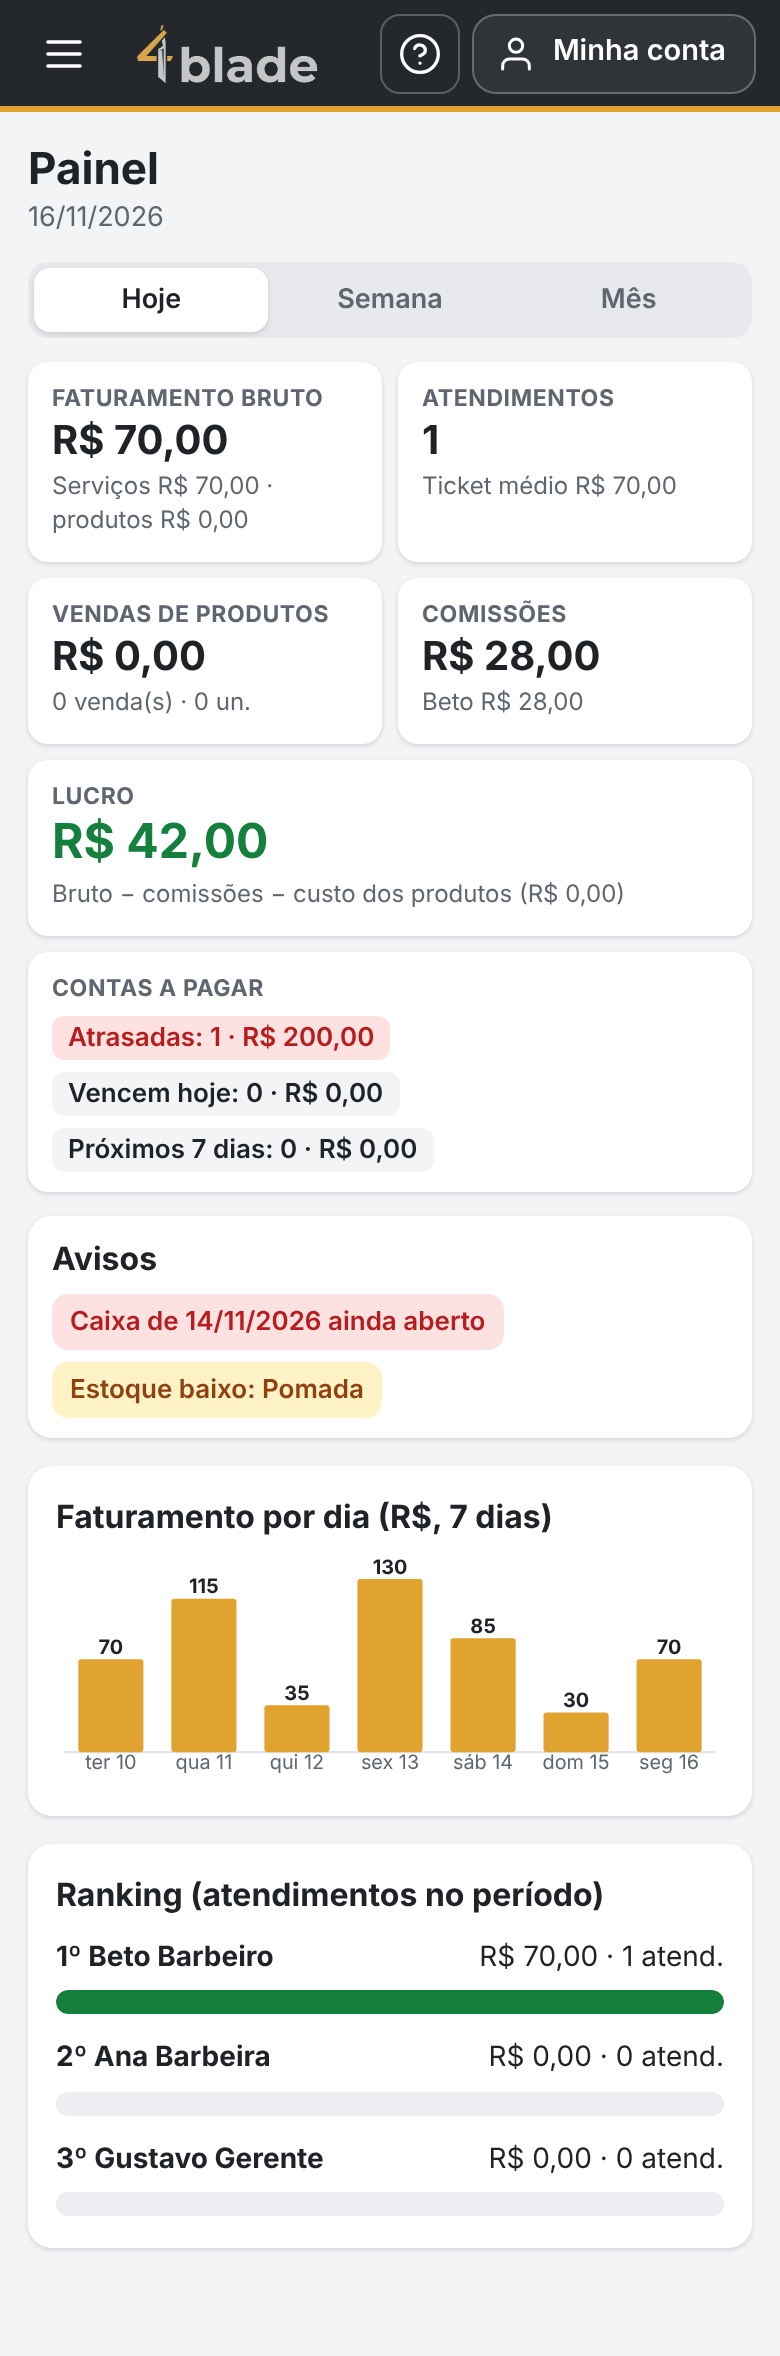 4blade
Minha conta
Painel
16/11/2026
Hoje
Semana
Mês
FATURAMENTO BRUTO
R$ 70,00
Serviços R$ 70,00 ·
produtos R$ 0,00
ATENDIMENTOS
1
Ticket médio R$ 70,00
VENDAS DE PRODUTOS
R$ 0,00
0 venda(s) · 0 un.
COMISSÕES
R$ 28,00
Beto R$ 28,00
LUCRO
R$ 42,00
Bruto − comissões − custo dos produtos (R$ 0,00)
CONTAS A PAGAR
Atrasadas: 1 · R$ 200,00
Vencem hoje: 0 · R$ 0,00
Próximos 7 dias: 0 · R$ 0,00
Avisos
Caixa de 14/11/2026 ainda aberto
Estoque baixo: Pomada
Faturamento por dia (R$, 7 dias)
70 115 35 130 85 30 70
ter 10 qua 11 qui 12 sex 13 sáb 14 dom 15 seg 16
Ranking (atendimentos no período)
1º Beto Barbeiro R$ 70,00 · 1 atend.
2º Ana Barbeira R$ 0,00 · 0 atend.
3º Gustavo Gerente R$ 0,00 · 0 atend.